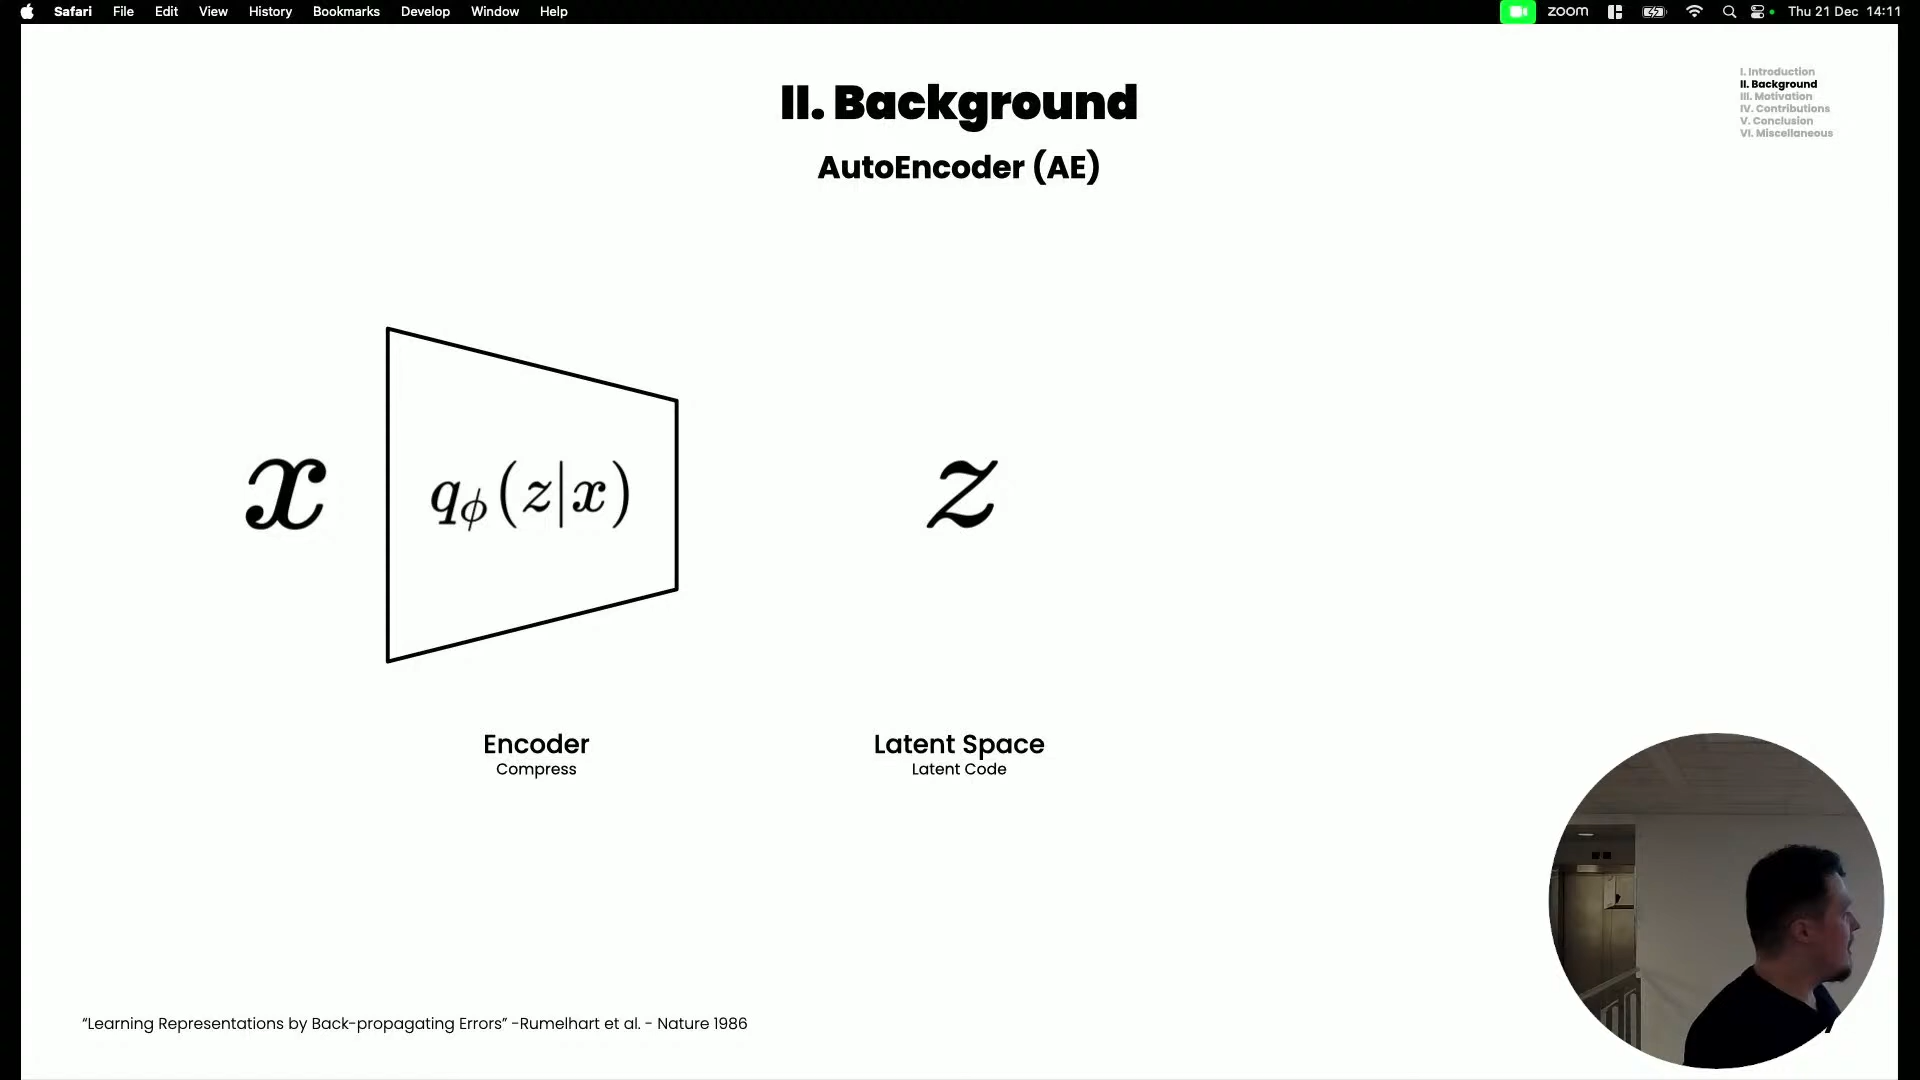 Safari File Edit View History Bookmarks Develop Window Help zoom Thu 21 Dec 14:11
II. Background
AutoEncoder (AE)
I. Introduction
II. Background
III. Motivation
IV. Contributions
V. Conclusion
VI. Miscellaneous
x
qϕ(z|x)
z
Encoder
Compress
Latent Space
Latent Code
“Learning Representations by Back-propagating Errors” -Rumelhart et al. - Nature 1986